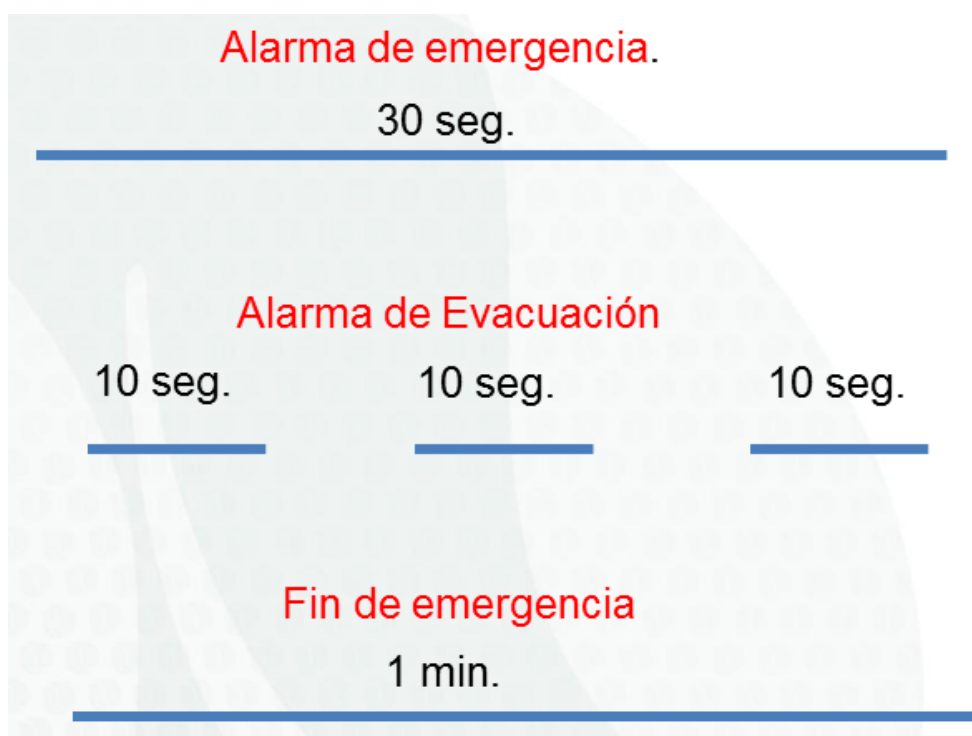 Alarma de emergencia.
30 seg.
Alarma de Evacuación
10 seg. 10 seg. 10 seg.
Fin de emergencia
1 min.